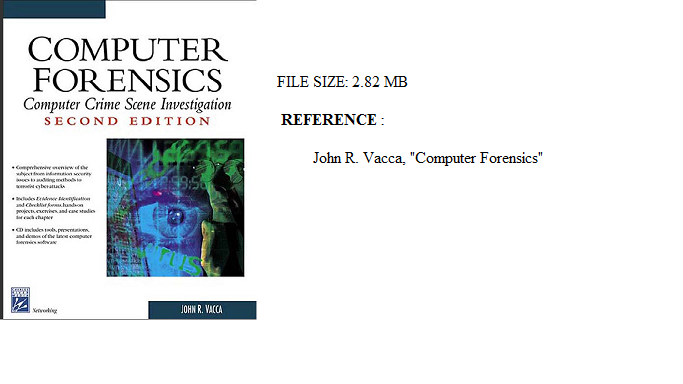 COMPUTER
FORENSICS
Computer Crime Scene Investigation
SECOND EDITION
• Comprehensive overview of the
subject from information security
issues to auditing methods to
terrorist cyber attacks
• Includes Evidence Identification
and Checklist forms, hands-on
projects, exercises, and case studies
for each chapter
• CD includes tools, presentations,
and demos of the latest computer
forensics software
Networking
JOHN R. VACCA
FILE SIZE: 2.82 MB
REFERENCE :
John R. Vacca, "Computer Forensics"